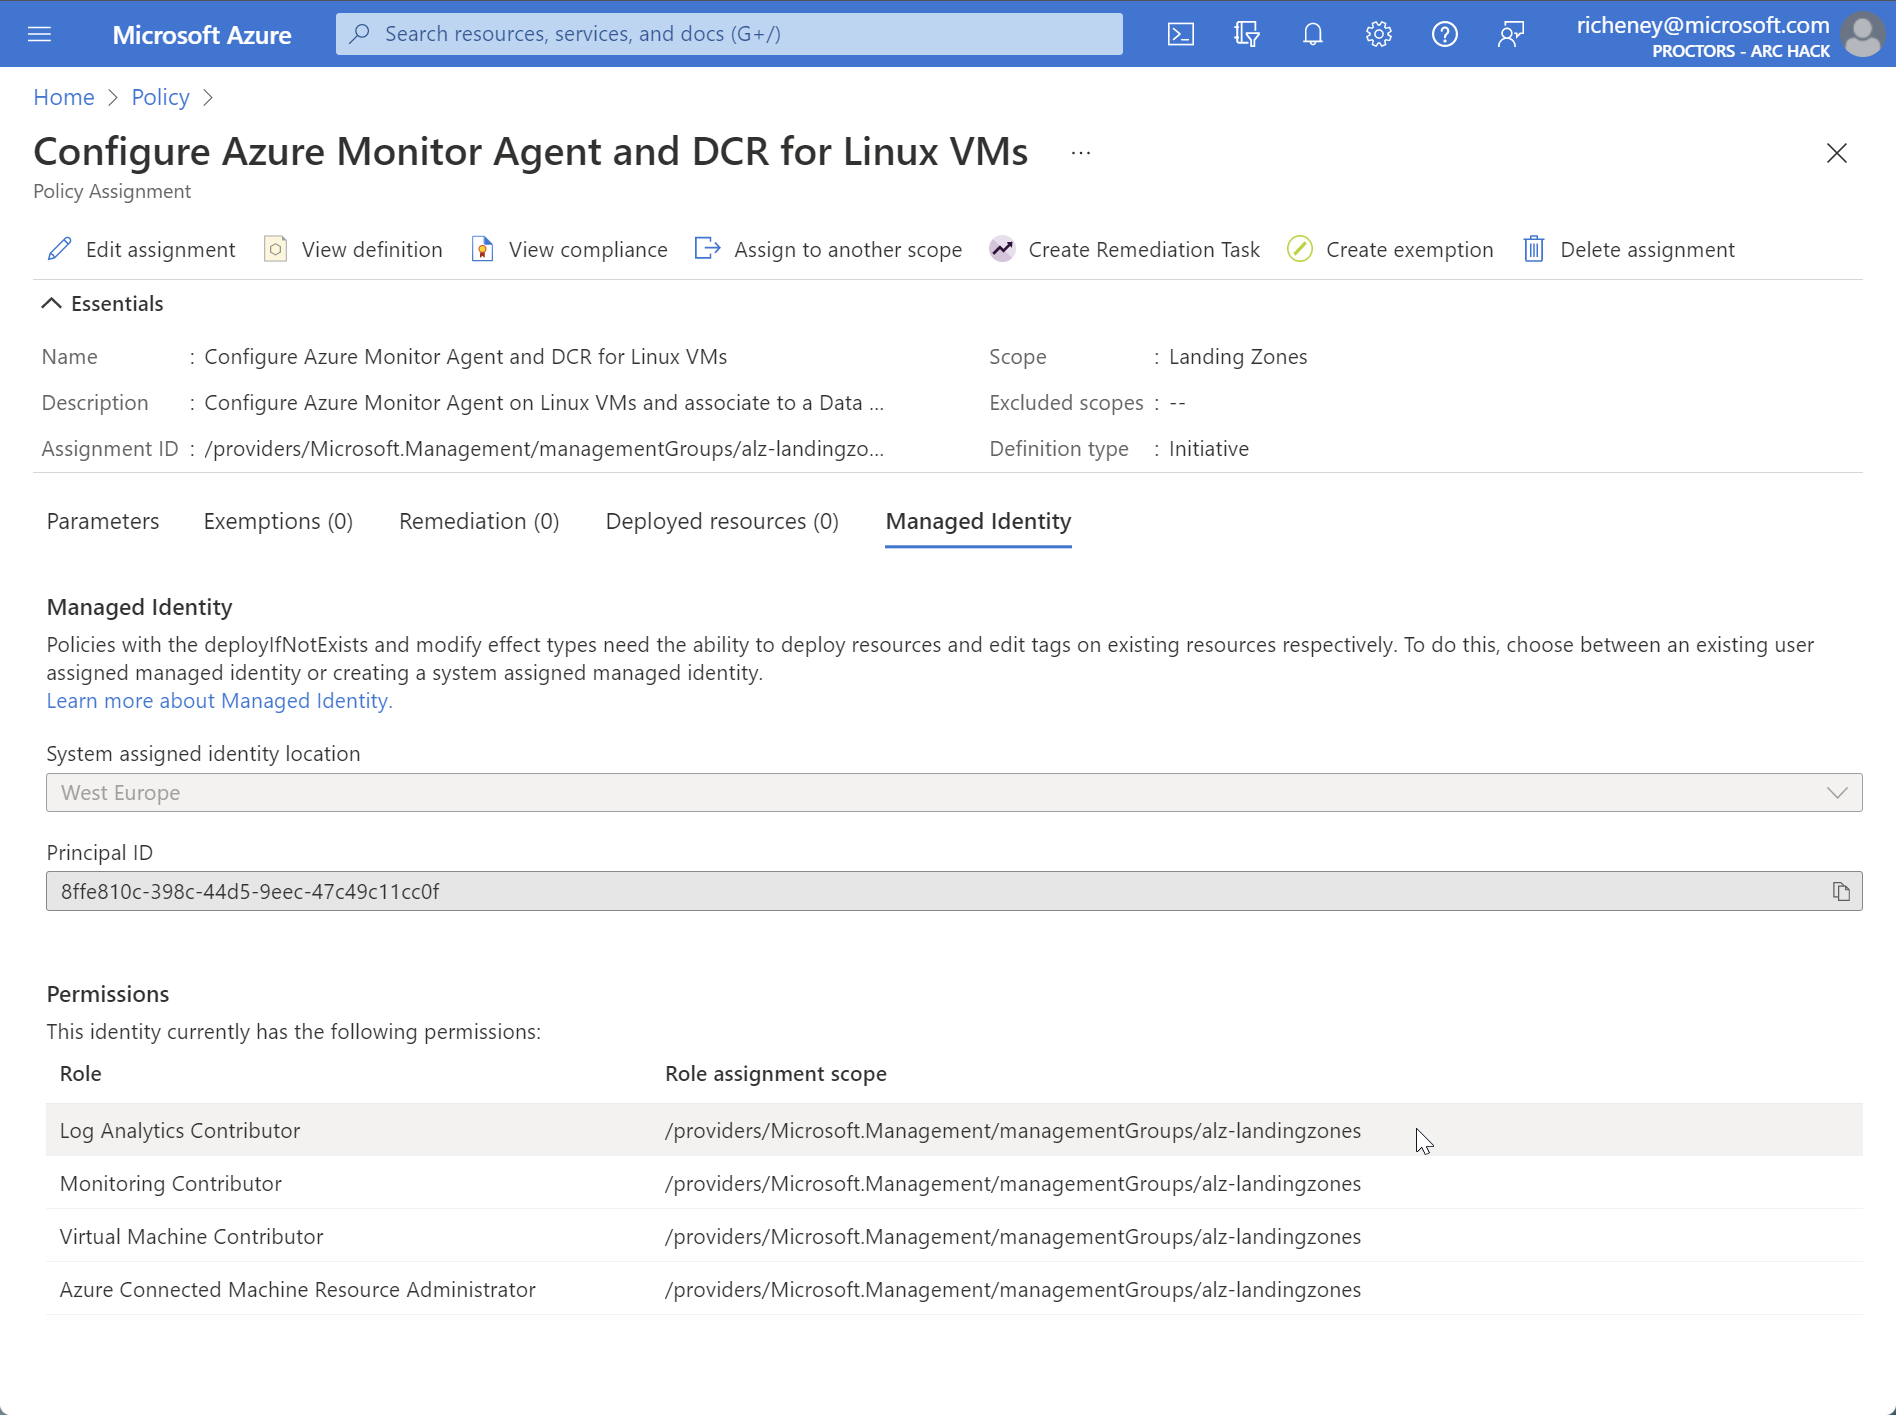 Microsoft Azure
Search resources, services, and docs (G+/)
richeney@microsoft.com
PROCTORS - ARC HACK
Home > Policy >
Configure Azure Monitor Agent and DCR for Linux VMs ...
Policy Assignment
Edit assignment View definition View compliance Assign to another scope Create Remediation Task Create exemption Delete assignment
Essentials
Name : Configure Azure Monitor Agent and DCR for Linux VMs Scope : Landing Zones
Description : Configure Azure Monitor Agent on Linux VMs and associate to a Data ... Excluded scopes : --
Assignment ID : /providers/Microsoft.Management/managementGroups/alz-landingzo... Definition type : Initiative
Parameters Exemptions (0) Remediation (0) Deployed resources (0) Managed Identity
Managed Identity
Policies with the deployIfNotExists and modify effect types need the ability to deploy resources and edit tags on existing resources respectively. To do this, choose between an existing user
assigned managed identity or creating a system assigned managed identity.
Learn more about Managed Identity.
System assigned identity location
West Europe
Principal ID
8ffe810c-398c-44d5-9eec-47c49c11cc0f
Permissions
This identity currently has the following permissions:
Role Role assignment scope
Log Analytics Contributor /providers/Microsoft.Management/managementGroups/alz-landingzones
Monitoring Contributor /providers/Microsoft.Management/managementGroups/alz-landingzones
Virtual Machine Contributor /providers/Microsoft.Management/managementGroups/alz-landingzones
Azure Connected Machine Resource Administrator /providers/Microsoft.Management/managementGroups/alz-landingzones